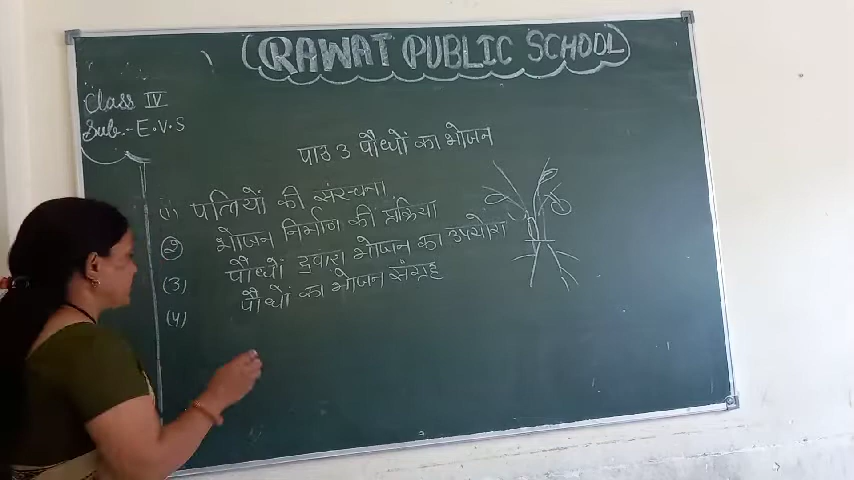 RAWAT PUBLIC SCHOOL
Class IV
Sub.- E.V.S
पाठ 3 पौधों का भोजन
(1) पत्तियों की संरचना
(2) भोजन निर्माण की प्रक्रिया
(3) पौधों द्वारा भोजन का उपयोग
(4) पौधों का भोजन संग्रह